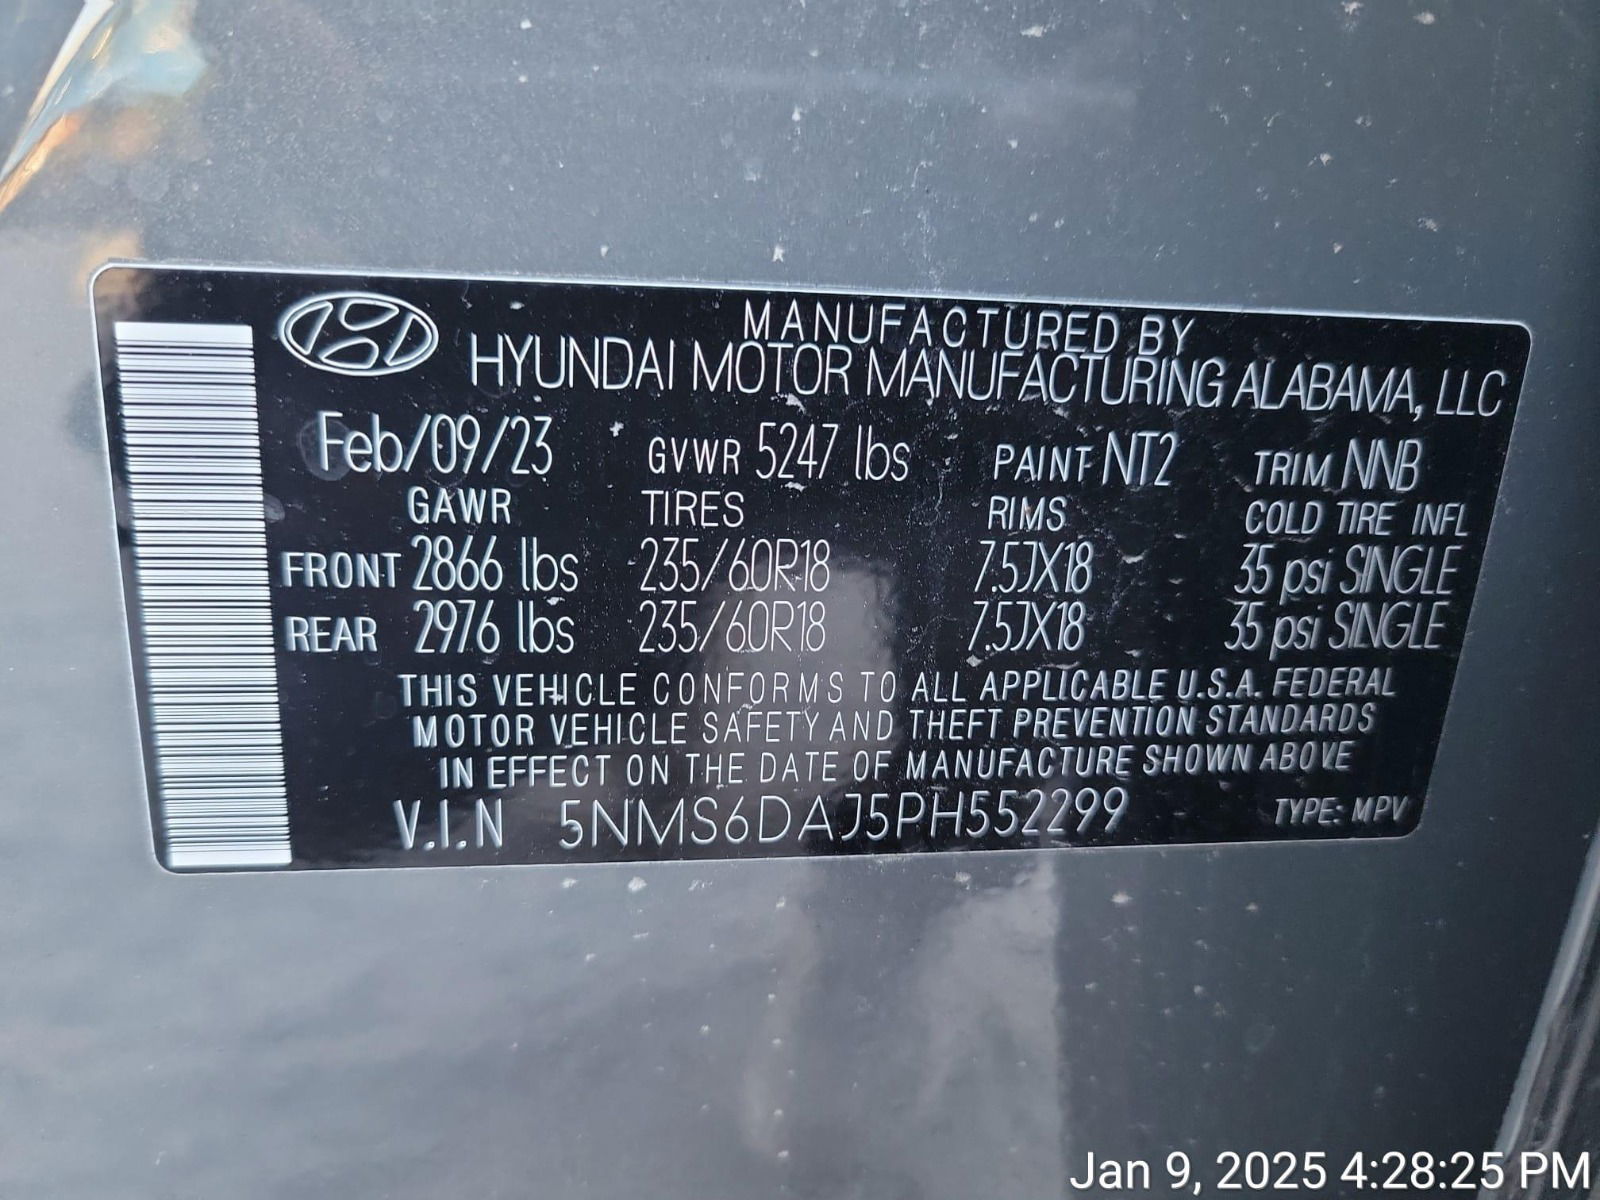 MANUFACTURED BY
HYUNDAI MOTOR MANUFACTURING ALABAMA, LLC
Feb/09/23 GVWR 5247 lbs PAINT NT2 TRIM NNB
GAWR TIRES RIMS COLD TIRE INFL
FRONT 2866 lbs 235/60R18 7.5JX18 35 psi SINGLE
REAR 2976 lbs 235/60R18 7.5JX18 35 psi SINGLE
THIS VEHICLE CONFORMS TO ALL APPLICABLE U.S.A. FEDERAL
MOTOR VEHICLE SAFETY AND THEFT PREVENTION STANDARDS
IN EFFECT ON THE DATE OF MANUFACTURE SHOWN ABOVE
V.I.N 5NMS6DAJ5PH552299 TYPE: MPV
Jan 9, 2025 4:28:25 PM